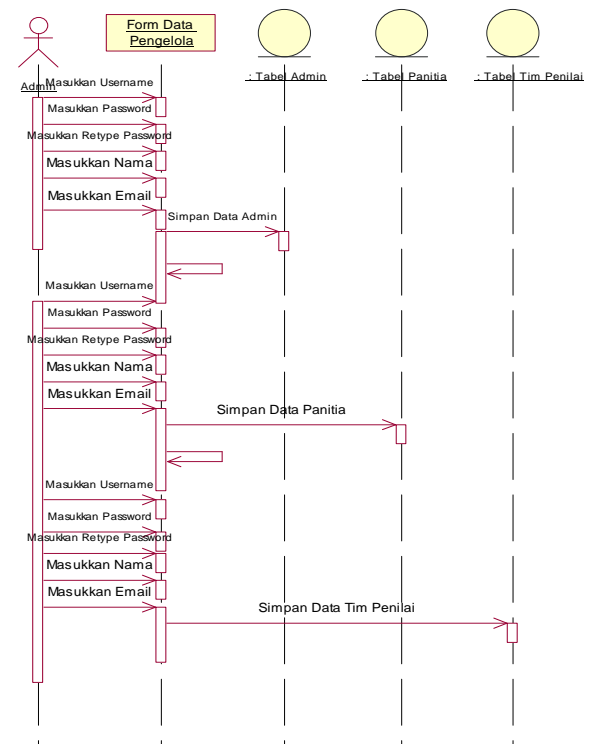 Form Data
Pengelola
Admin
: Tabel Admin
: Tabel Panitia
: Tabel Tim Penilai
Masukkan Username
Masukkan Password
Masukkan Retype Password
Masukkan Nama
Masukkan Email
Simpan Data Admin
Masukkan Username
Masukkan Password
Masukkan Retype Password
Masukkan Nama
Masukkan Email
Simpan Data Panitia
Masukkan Username
Masukkan Password
Masukkan Retype Password
Masukkan Nama
Masukkan Email
Simpan Data Tim Penilai